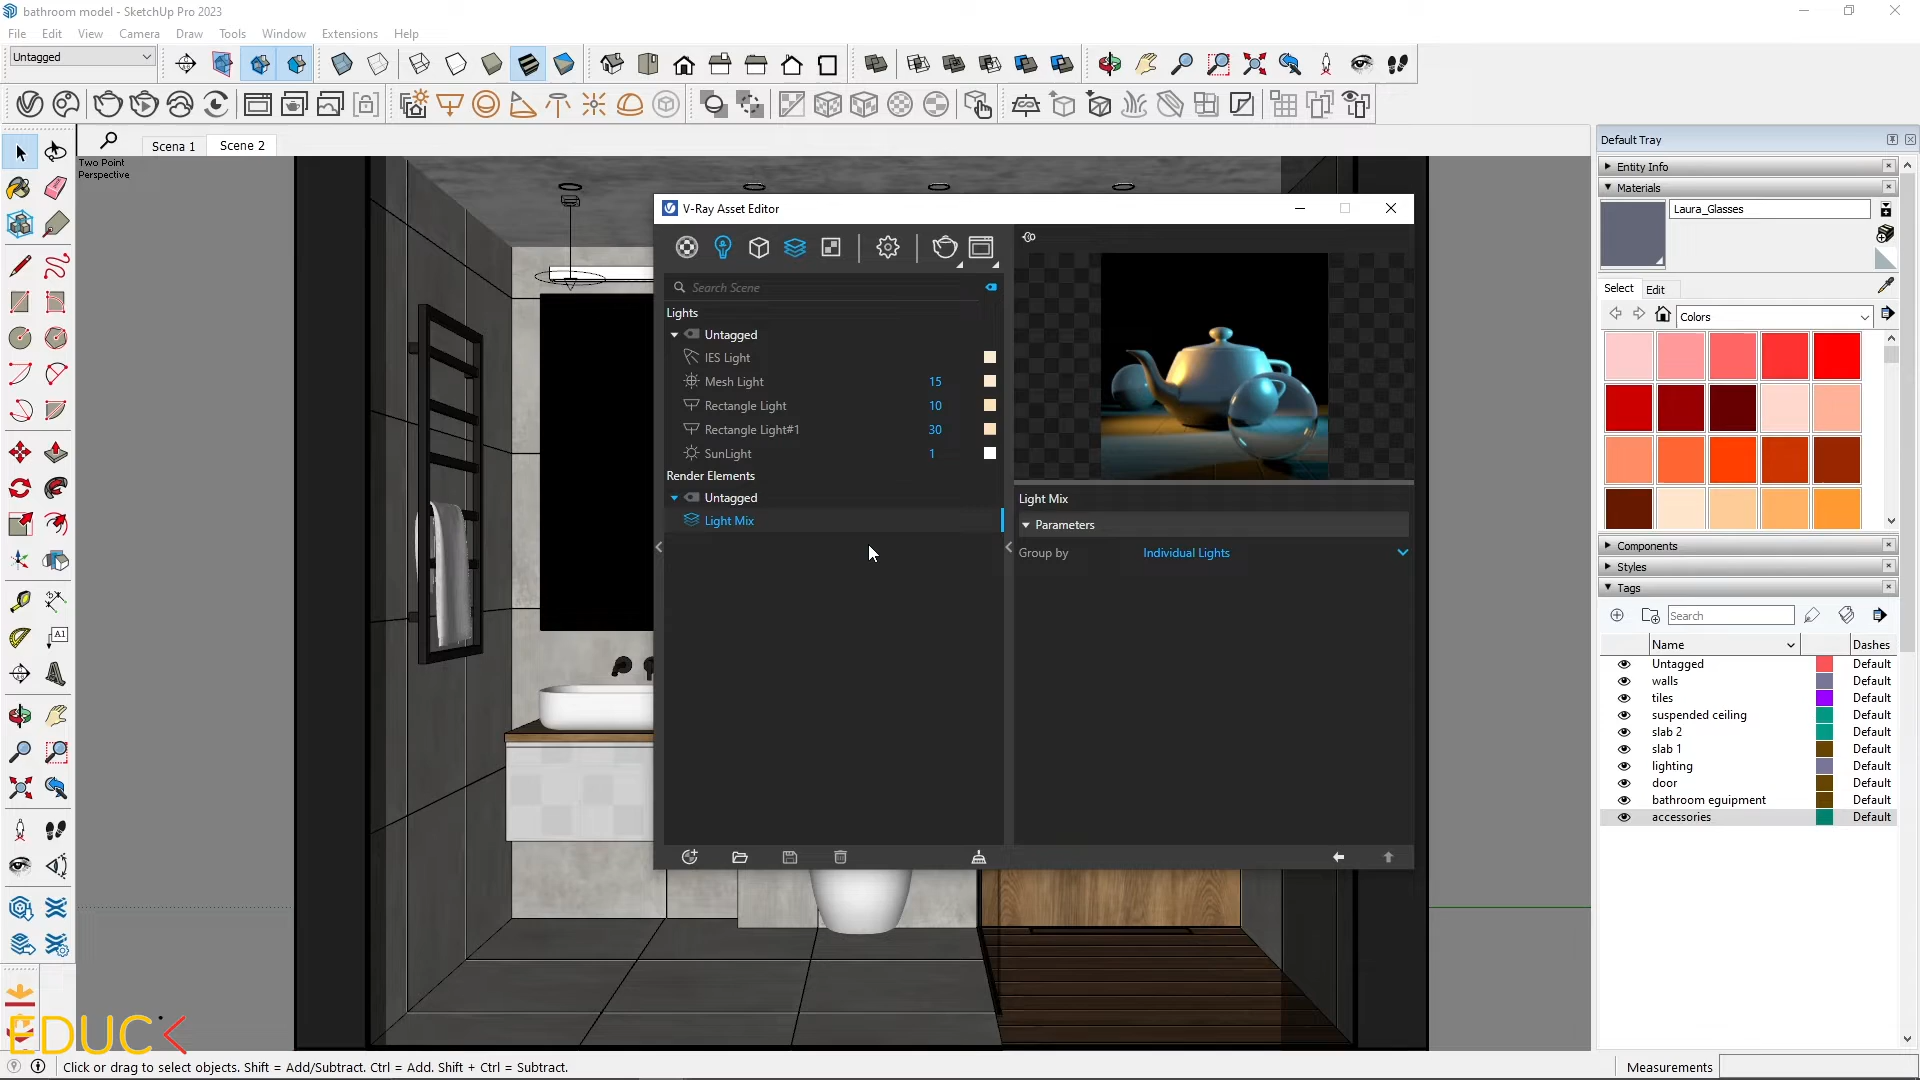 bathroom model - SketchUp Pro 2023
File Edit View Camera Draw Tools Window Extensions Help
Untagged
Scena 1 Scene 2
Two Point
Perspective
V-Ray Asset Editor
Search Scene
Lights
Untagged
IES Light
Mesh Light 15
Rectangle Light 10
Rectangle Light#1 30
SunLight 1
Render Elements
Untagged
Light Mix
Light Mix
Parameters
Group by Individual Lights
Default Tray
Entity Info
Materials
Laura_Glasses
Select Edit
Colors
Components
Styles
Tags
Search
Name Dashes
Untagged Default
walls Default
tiles Default
suspended ceiling Default
slab 2 Default
slab 1 Default
lighting Default
door Default
bathroom eguipment Default
accessories Default
A1
EDUC
Click or drag to select objects. Shift = Add/Subtract. Ctrl = Add. Shift + Ctrl = Subtract.
Measurements